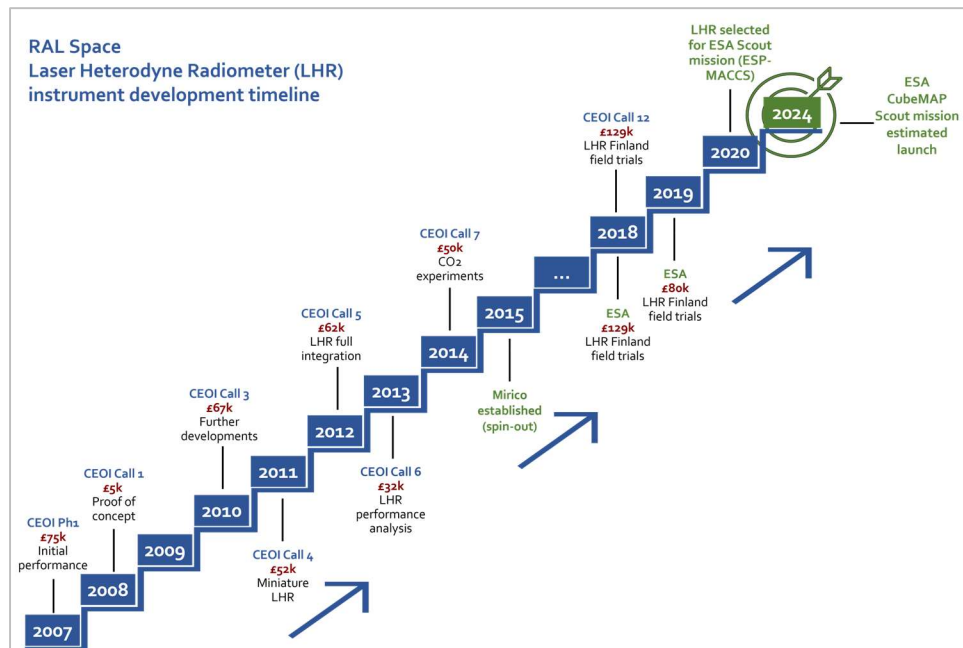 RAL Space
Laser Heterodyne Radiometer (LHR)
instrument development timeline
CEOI Ph1
£75k
Initial
performance
2007
CEOI Call 1
£5k
Proof of
concept
2008
2009
CEOI Call 3
£67k
Further
developments
2010
2011
CEOI Call 4
£52k
Miniature
LHR
CEOI Call 5
£62k
LHR full
integration
2012
2013
CEOI Call 6
£32k
LHR
performance
analysis
CEOI Call 7
£50k
CO2
experiments
2014
2015
Mirico
established
(spin-out)
...
CEOI Call 12
£129k
LHR Finland
field trials
2018
ESA
£129k
LHR Finland
field trials
2019
ESA
£80k
LHR Finland
field trials
LHR selected
for ESA Scout
mission (ESP-
MACCS)
2020
2024
ESA
CubeMAP
Scout mission
estimated
launch